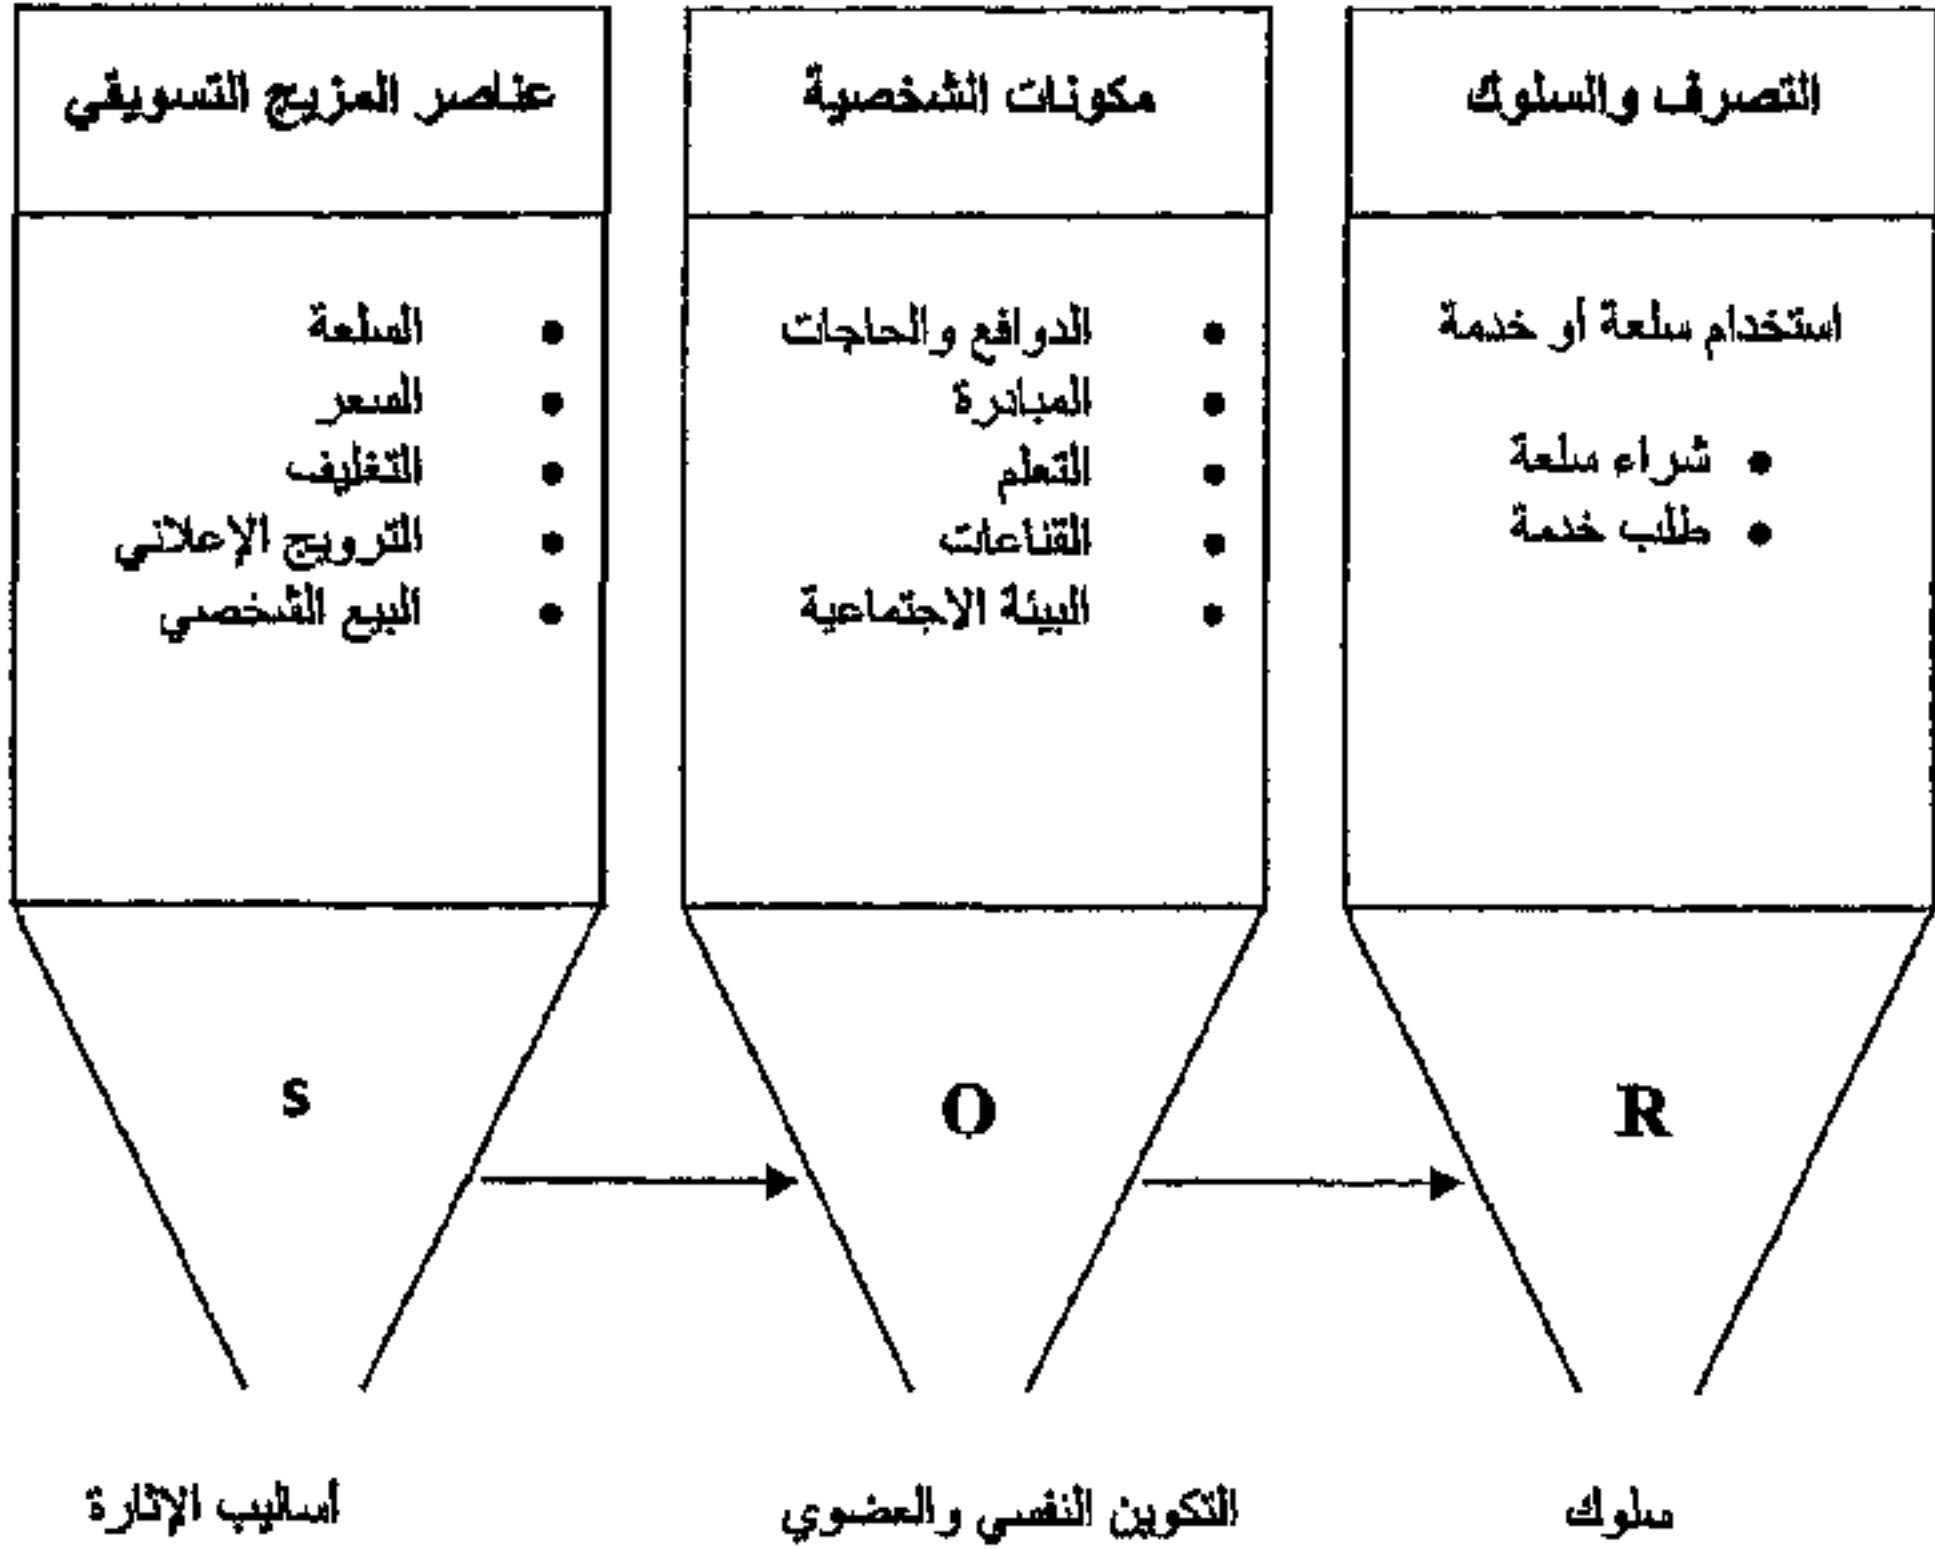 عناصر المزيج التسويقي
السلعة
السعر
التغليف
الترويج الإعلاني
البيع الشخصي
S
أساليب الإثارة
مكونات الشخصية
الدوافع والحاجات
المبادرة
التعلم
القناعات
البيئة الاجتماعية
O
التكوين النفسي والعضوي
التصرف والسلوك
استخدام سلعة أو خدمة
شراء سلعة
طلب خدمة
R
سلوك